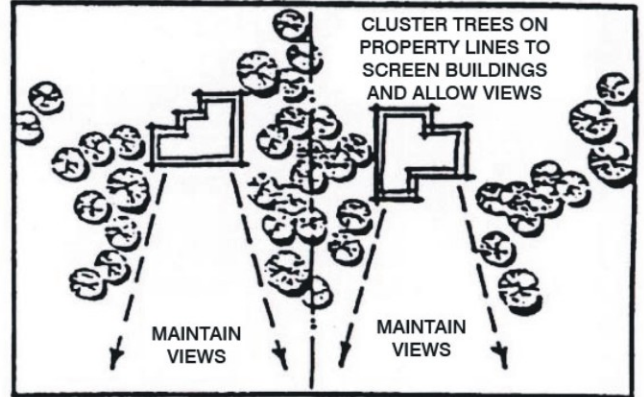 CLUSTER TREES ON
PROPERTY LINES TO
SCREEN BUILDINGS
AND ALLOW VIEWS
MAINTAIN
VIEWS
MAINTAIN
VIEWS